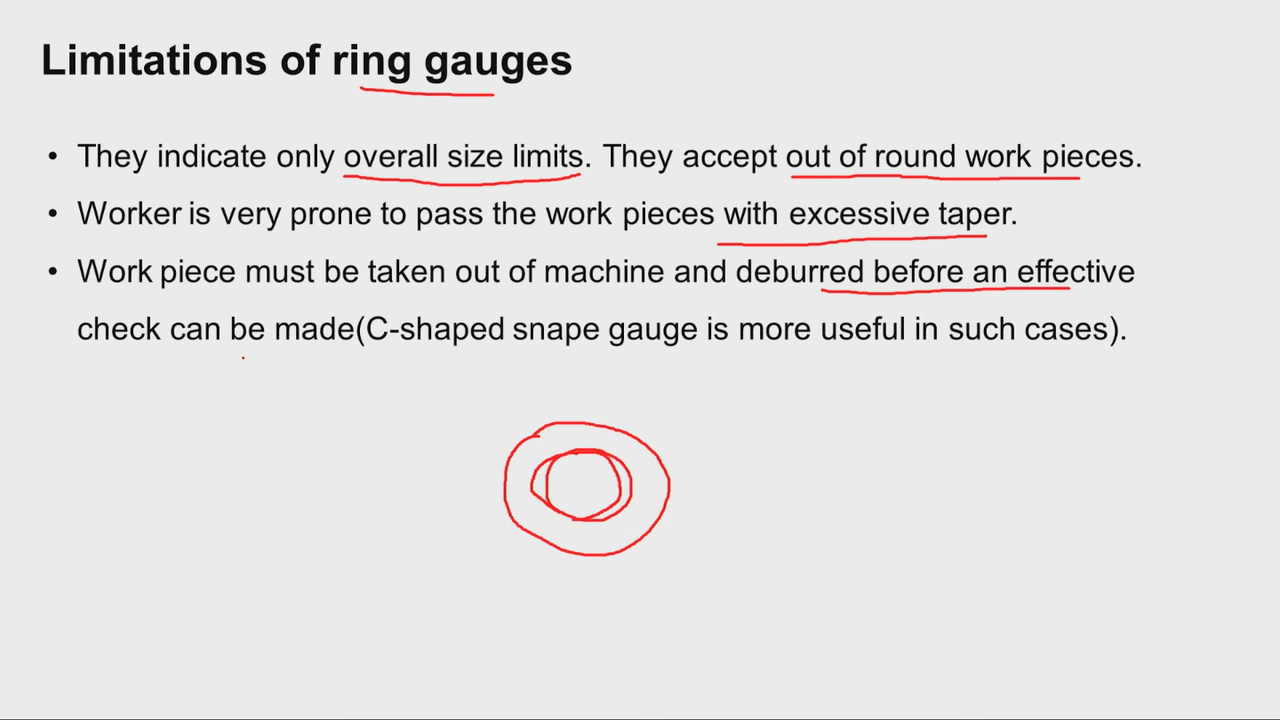 Limitations of ring gauges
• They indicate only overall size limits. They accept out of round work pieces.
• Worker is very prone to pass the work pieces with excessive taper.
• Work piece must be taken out of machine and deburred before an effective
check can be made(C-shaped snape gauge is more useful in such cases).